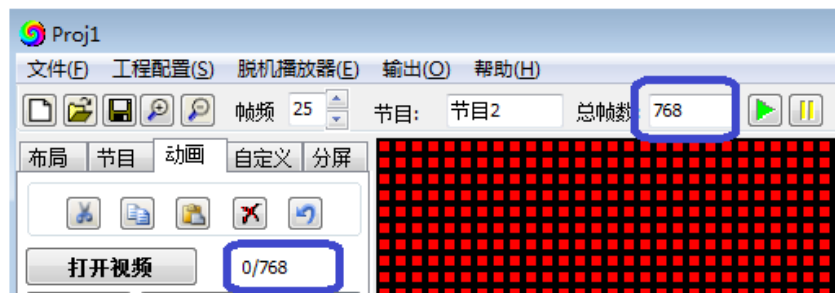 Proj1
文件(F) 工程配置(S) 脱机播放器(E) 输出(O) 帮助(H)
帧频 25 节目: 节目2 总帧数: 768
布局 节目 动画 自定义 分屏
打开视频 0/768